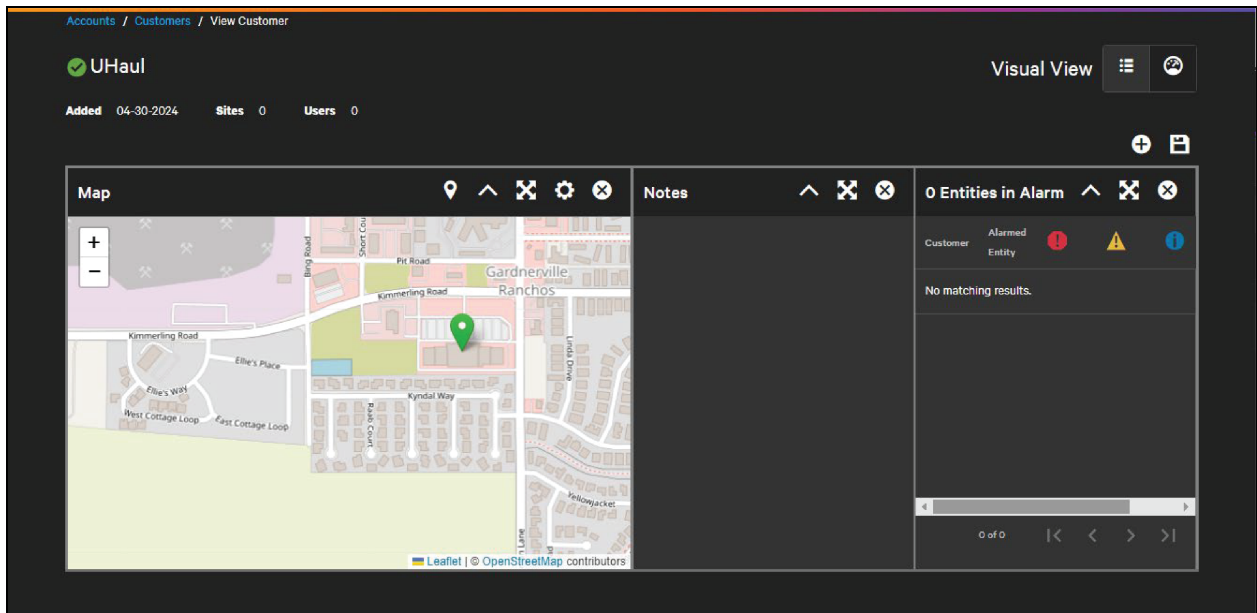 Accounts / Customers / View Customer
UHaul
Visual View
Added 04-30-2024 Sites 0 Users 0
Map
Notes
0 Entities in Alarm
+
−
Bing Road
Pit Road
Gardnerville
Ranchos
Kimmerling Road
Kimmerling Road
Ellie's Place
Ellie's Way
West Cottage Loop
East Cottage Loop
Kyndal Way
Raab Court
Linda Drive
Yellowjacket
Lane
Leaflet | © OpenStreetMap contributors
Customer
Alarmed
Entity
No matching results.
0 of 0